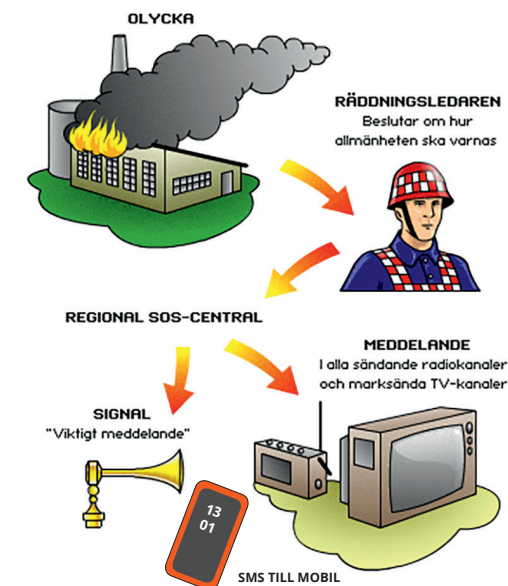 OLYCKA
RÄDDNINGSLEDAREN
Beslutar om hur
allmänheten ska varnas
REGIONAL SOS-CENTRAL
MEDDELANDE
I alla sändande radiokanaler
och marksända TV-kanaler
SIGNAL
"Viktigt meddelande"
13
01
SMS TILL MOBIL